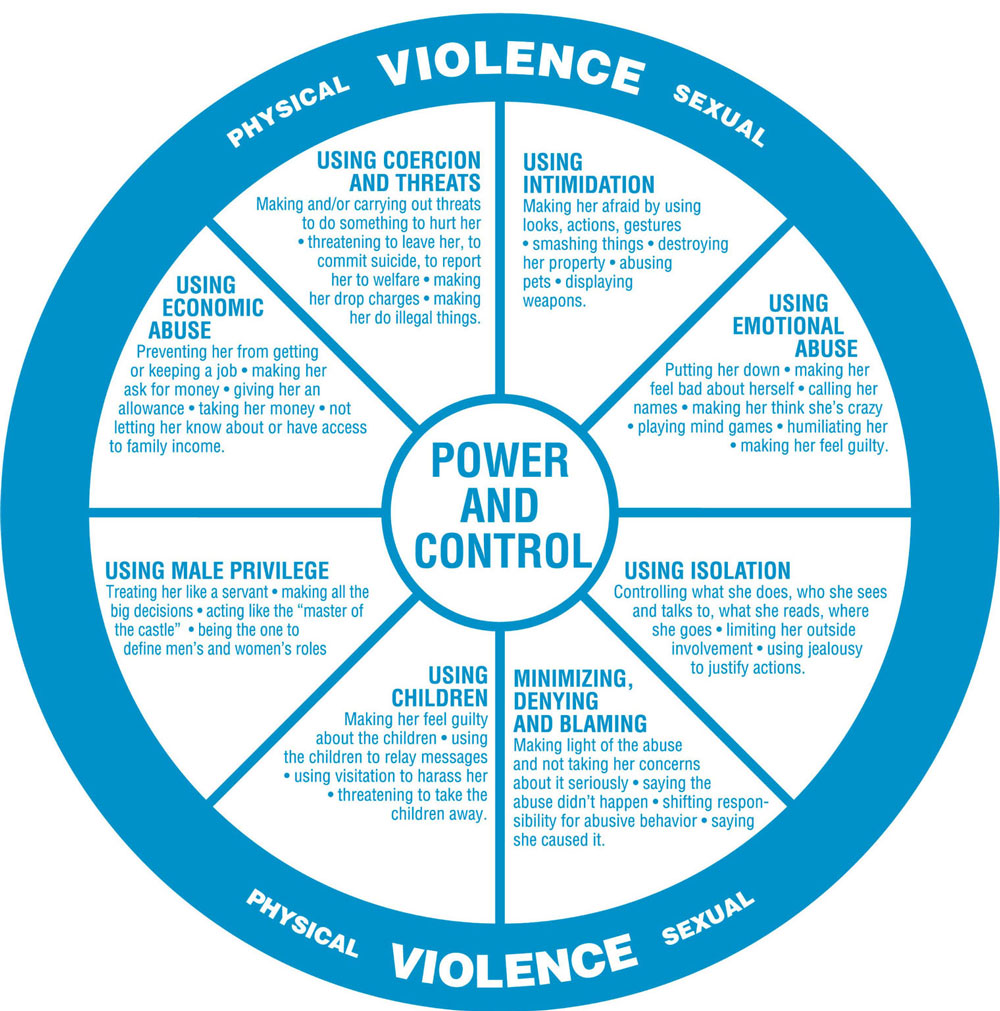 PHYSICAL VIOLENCE SEXUAL
USING COERCION
AND THREATS
Making and/or carrying out threats
to do something to hurt her
• threatening to leave her, to
commit suicide, to report
her to welfare • making
her drop charges • making
her do illegal things.
USING
INTIMIDATION
Making her afraid by using
looks, actions, gestures
• smashing things • destroying
her property • abusing
pets • displaying
weapons.
USING
ECONOMIC
ABUSE
Preventing her from getting
or keeping a job • making her
ask for money • giving her an
allowance • taking her money • not
letting her know about or have access
to family income.
USING
EMOTIONAL
ABUSE
Putting her down • making her
feel bad about herself • calling her
names • making her think she's crazy
• playing mind games • humiliating her
• making her feel guilty.
POWER
AND
CONTROL
USING MALE PRIVILEGE
Treating her like a servant • making all the
big decisions • acting like the “master of
the castle” • being the one to
define men's and women's roles
USING ISOLATION
Controlling what she does, who she sees
and talks to, what she reads, where
she goes • limiting her outside
involvement • using jealousy
to justify actions.
USING
CHILDREN
Making her feel guilty
about the children • using
the children to relay messages
• using visitation to harass her
• threatening to take the
children away.
MINIMIZING,
DENYING
AND BLAMING
Making light of the abuse
and not taking her concerns
about it seriously • saying the
abuse didn't happen • shifting respon-
sibility for abusive behavior • saying
she caused it.
PHYSICAL VIOLENCE SEXUAL